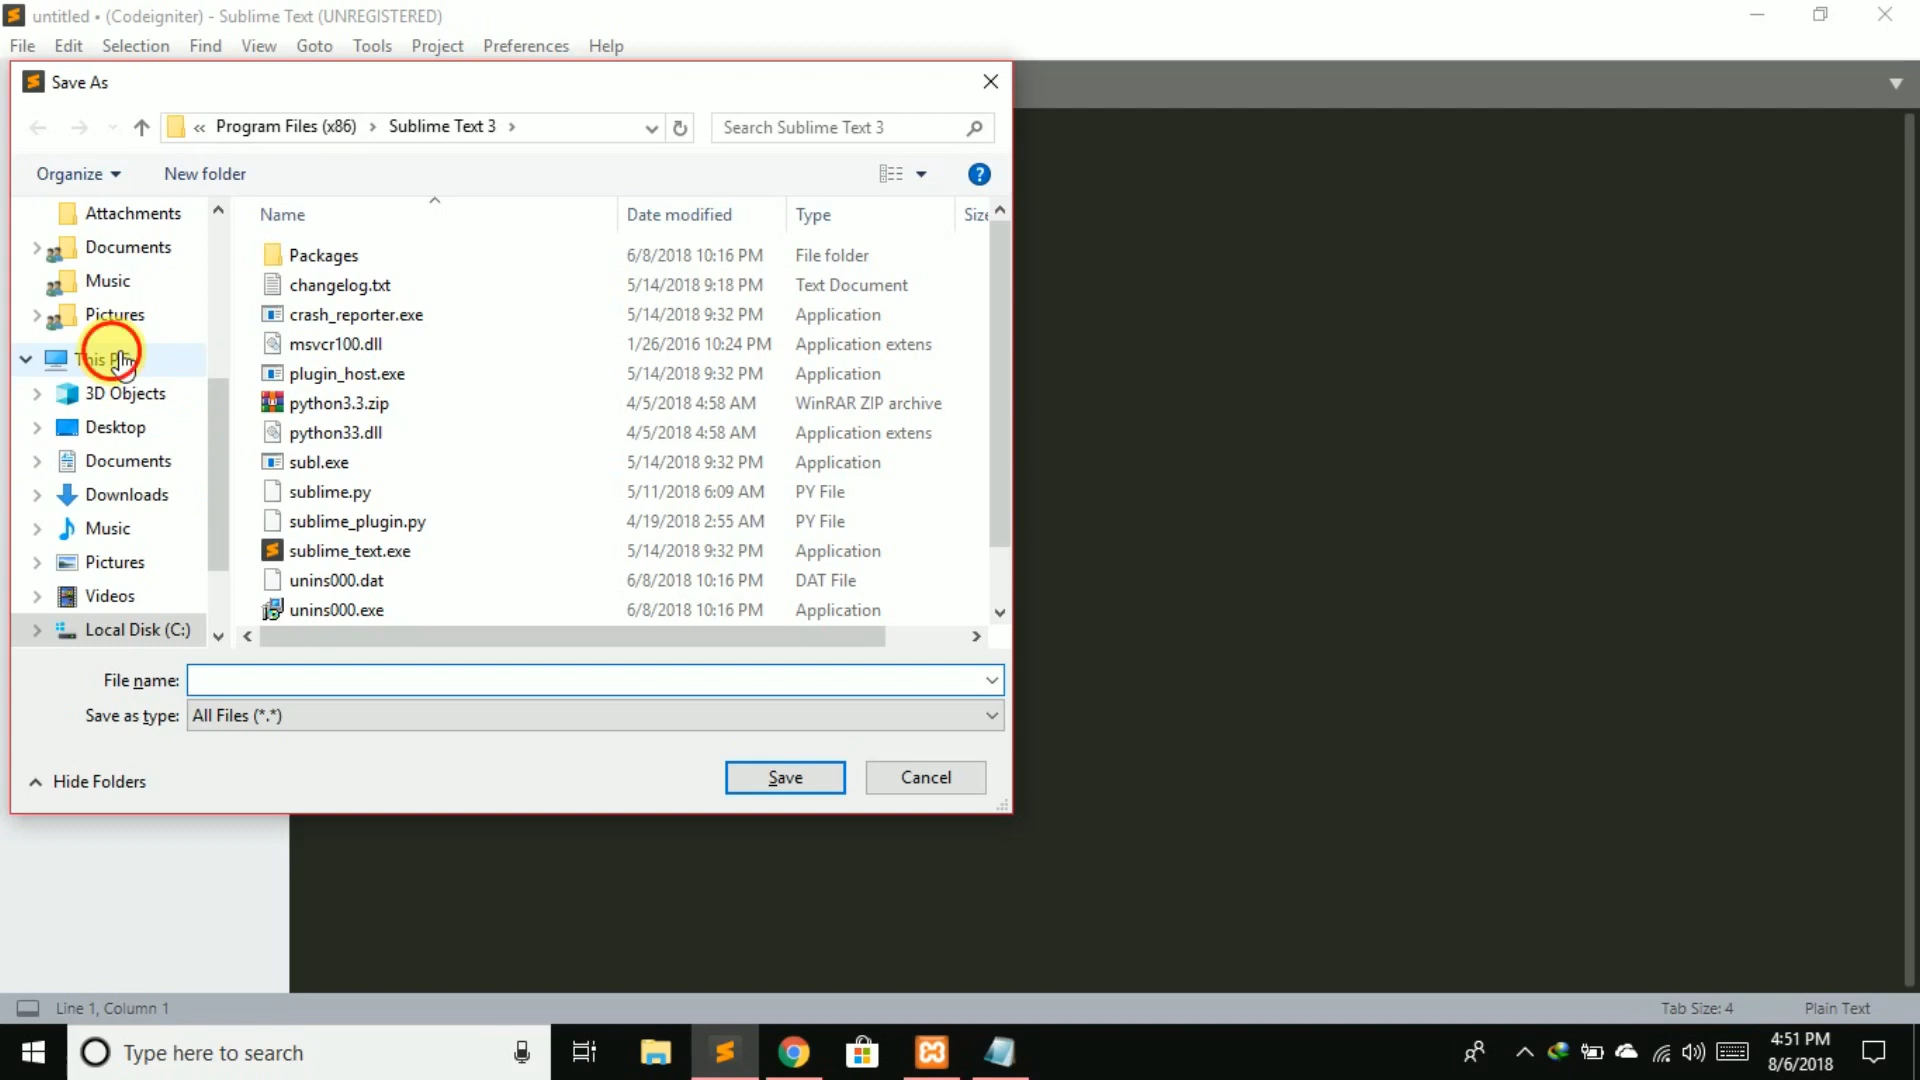 untitled • (Codeigniter) - Sublime Text (UNREGISTERED)
File Edit Selection Find View Goto Tools Project Preferences Help
Save As
« Program Files (x86) > Sublime Text 3 >
Search Sublime Text 3
Organize New folder
Attachments
Documents
Music
Pictures
This
3D Objects
Desktop
Documents
Downloads
Music
Pictures
Videos
Local Disk (C:)
Name Date modified Type Size
Packages 6/8/2018 10:16 PM File folder
changelog.txt 5/14/2018 9:18 PM Text Document
crash_reporter.exe 5/14/2018 9:32 PM Application
msvcr100.dll 1/26/2016 10:24 PM Application extens
plugin_host.exe 5/14/2018 9:32 PM Application
python3.3.zip 4/5/2018 4:58 AM WinRAR ZIP archive
python33.dll 4/5/2018 4:58 AM Application extens
subl.exe 5/14/2018 9:32 PM Application
sublime.py 5/11/2018 6:09 AM PY File
sublime_plugin.py 4/19/2018 2:55 AM PY File
sublime_text.exe 5/14/2018 9:32 PM Application
unins000.dat 6/8/2018 10:16 PM DAT File
unins000.exe 6/8/2018 10:16 PM Application
File name:
Save as type: All Files (*.*)
Hide Folders
Save Cancel
Line 1, Column 1
Tab Size: 4 Plain Text
Type here to search
4:51 PM
8/6/2018